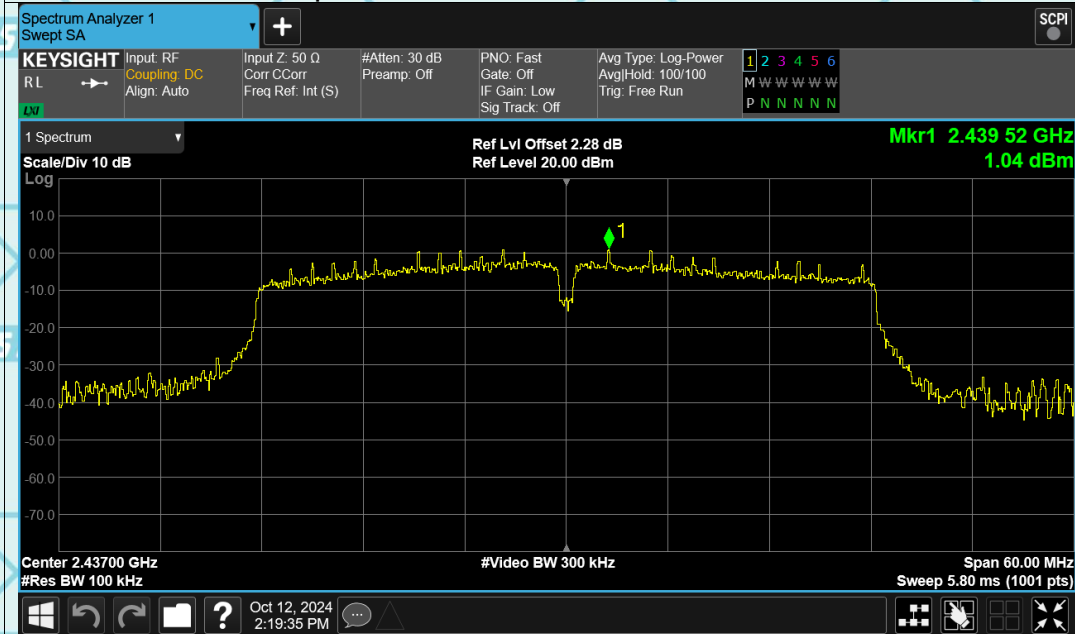 Spectrum Analyzer 1
Swept SA
+
SCPI
KEYSIGHT
R L
LXI
Input: RF
Coupling: DC
Align: Auto
Input Z: 50 Ω
Corr CCorr
Freq Ref: Int (S)
#Atten: 30 dB
Preamp: Off
PNO: Fast
Gate: Off
IF Gain: Low
Sig Track: Off
Avg Type: Log-Power
Avg|Hold: 100/100
Trig: Free Run
1 2 3 4 5 6
M W W W W W
P N N N N N
1 Spectrum
Scale/Div 10 dB
Log
Ref Lvl Offset 2.28 dB
Ref Level 20.00 dBm
Mkr1 2.439 52 GHz
1.04 dBm
1
10.0
0.00
-10.0
-20.0
-30.0
-40.0
-50.0
-60.0
-70.0
Center 2.43700 GHz
#Res BW 100 kHz
#Video BW 300 kHz
Span 60.00 MHz
Sweep 5.80 ms (1001 pts)
?
Oct 12, 2024
2:19:35 PM